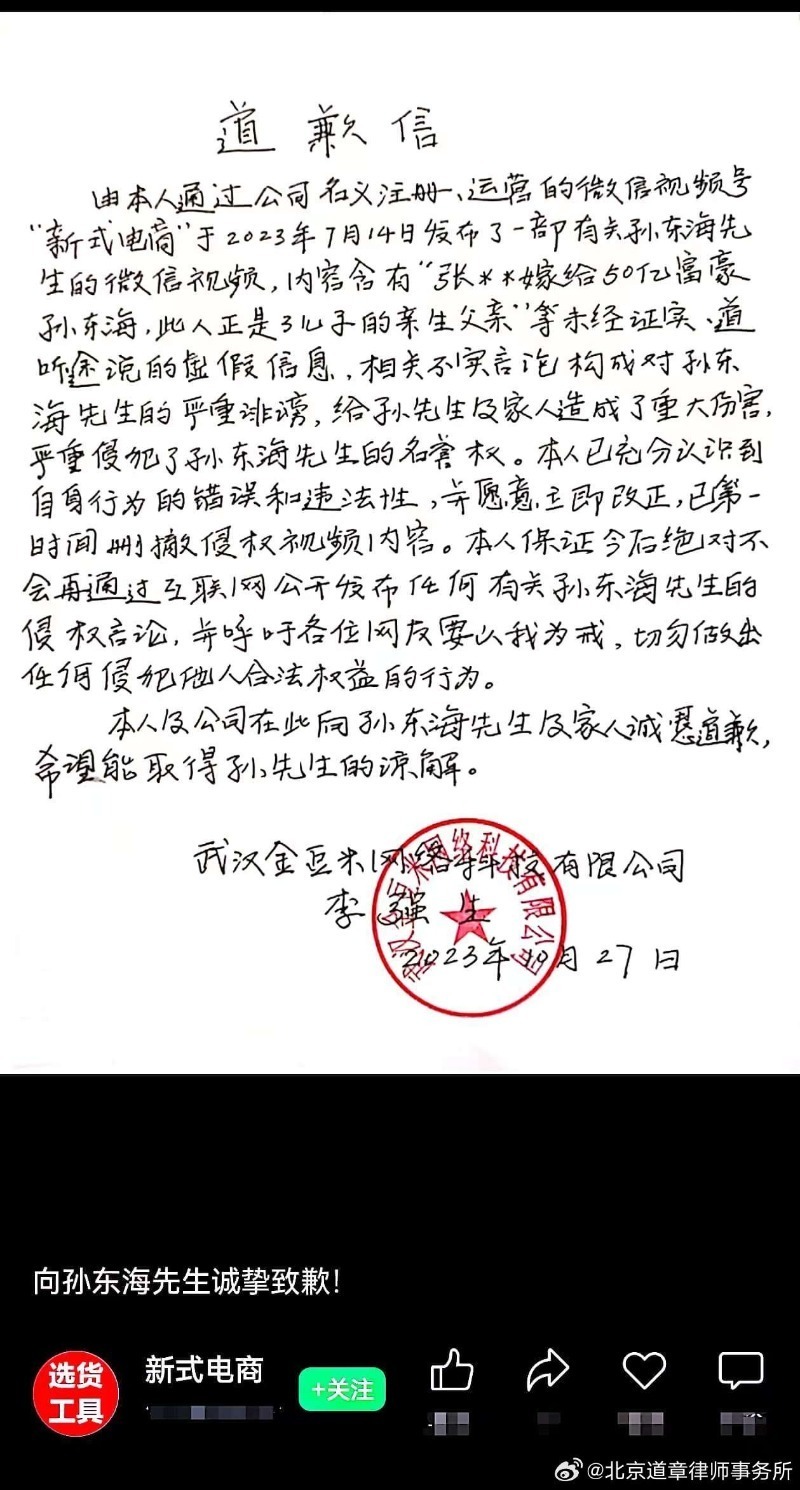 道歉信
由本人通过公司名义注册、运营的微信视频号
“新式电商”于2023年7月14日发布了一部有关孙东海先
生的微信视频，内容含有“张**嫁给50亿富豪
孙东海，此人正是3儿子的亲生父亲”等未经证实、道
听途说的虚假信息，相关不实言论构成对孙东
海先生的严重诽谤，给孙先生及家人造成了重大伤害，
严重侵犯了孙东海先生的名誉权。本人已充分认识到
自身行为的错误和违法性，并愿意立即改正，已第一
时间删撤侵权视频内容。本人保证今后绝对不
会再通过互联网公开发布任何有关孙东海先生的
侵权言论，并呼吁各位网友要以我为戒，切勿做出
任何侵犯他人合法权益的行为。
本人及公司在此向孙东海先生及家人诚恳道歉，
希望能取得孙先生的谅解。
武汉金豆米网络科技有限公司
李强生
2023年10月27日
武汉金豆米网络科技有限公司
向孙东海先生诚挚致歉！
选货
工具
新式电商
+关注
@北京道章律师事务所